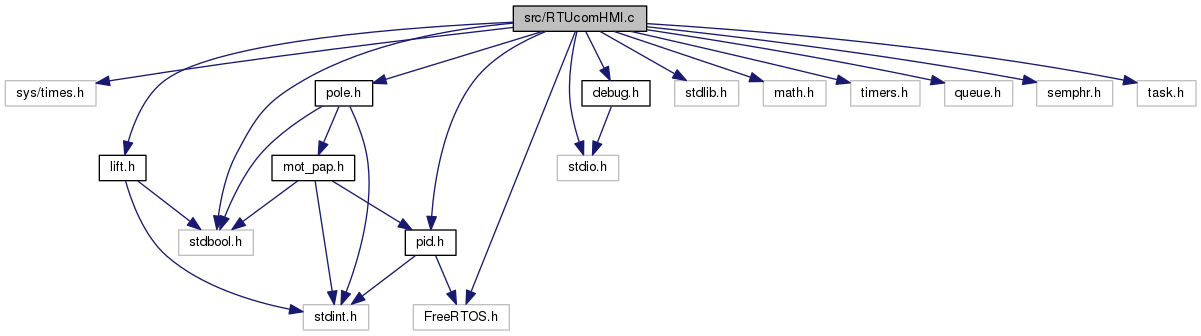 src/RTUcomHMI.c
sys/times.h
pole.h
debug.h
stdlib.h
math.h
timers.h
queue.h
semphr.h
task.h
lift.h
mot_pap.h
stdio.h
stdbool.h
pid.h
stdint.h
FreeRTOS.h